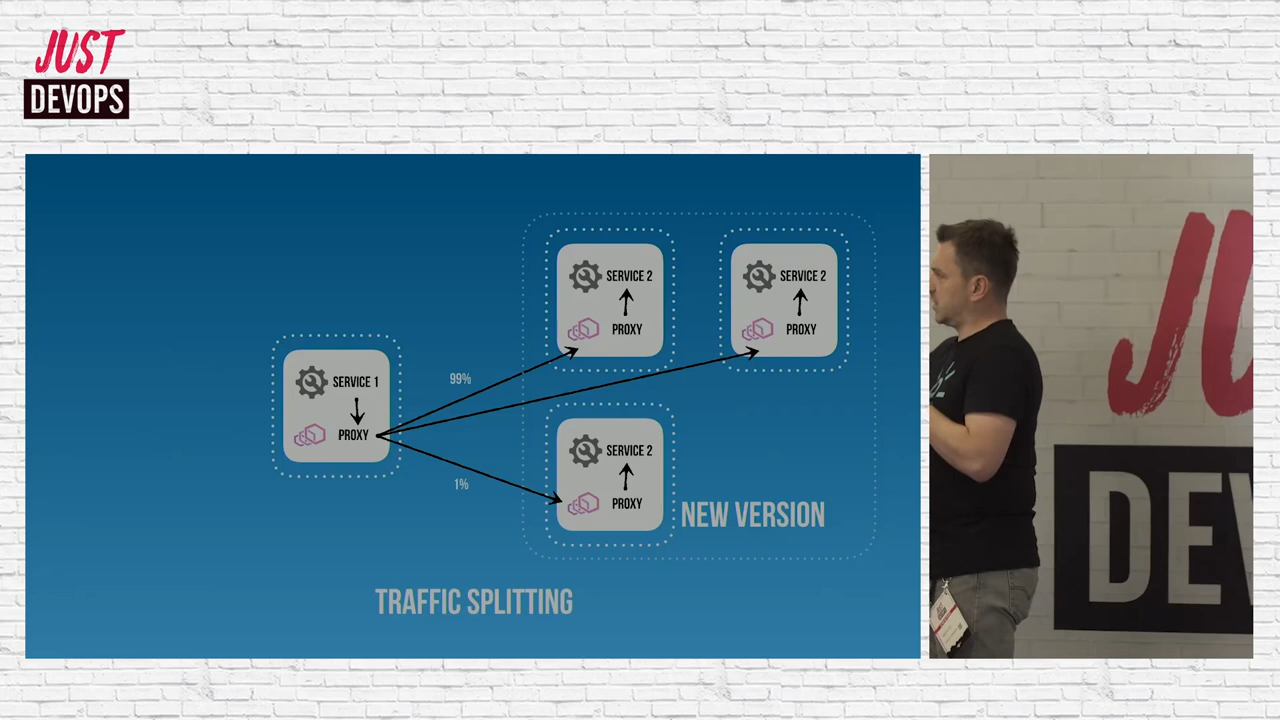 JUST
DEVOPS
SERVICE 2
PROXY
SERVICE 2
PROXY
SERVICE 1
PROXY
99%
1%
SERVICE 2
PROXY
NEW VERSION
TRAFFIC SPLITTING
JU
DEV